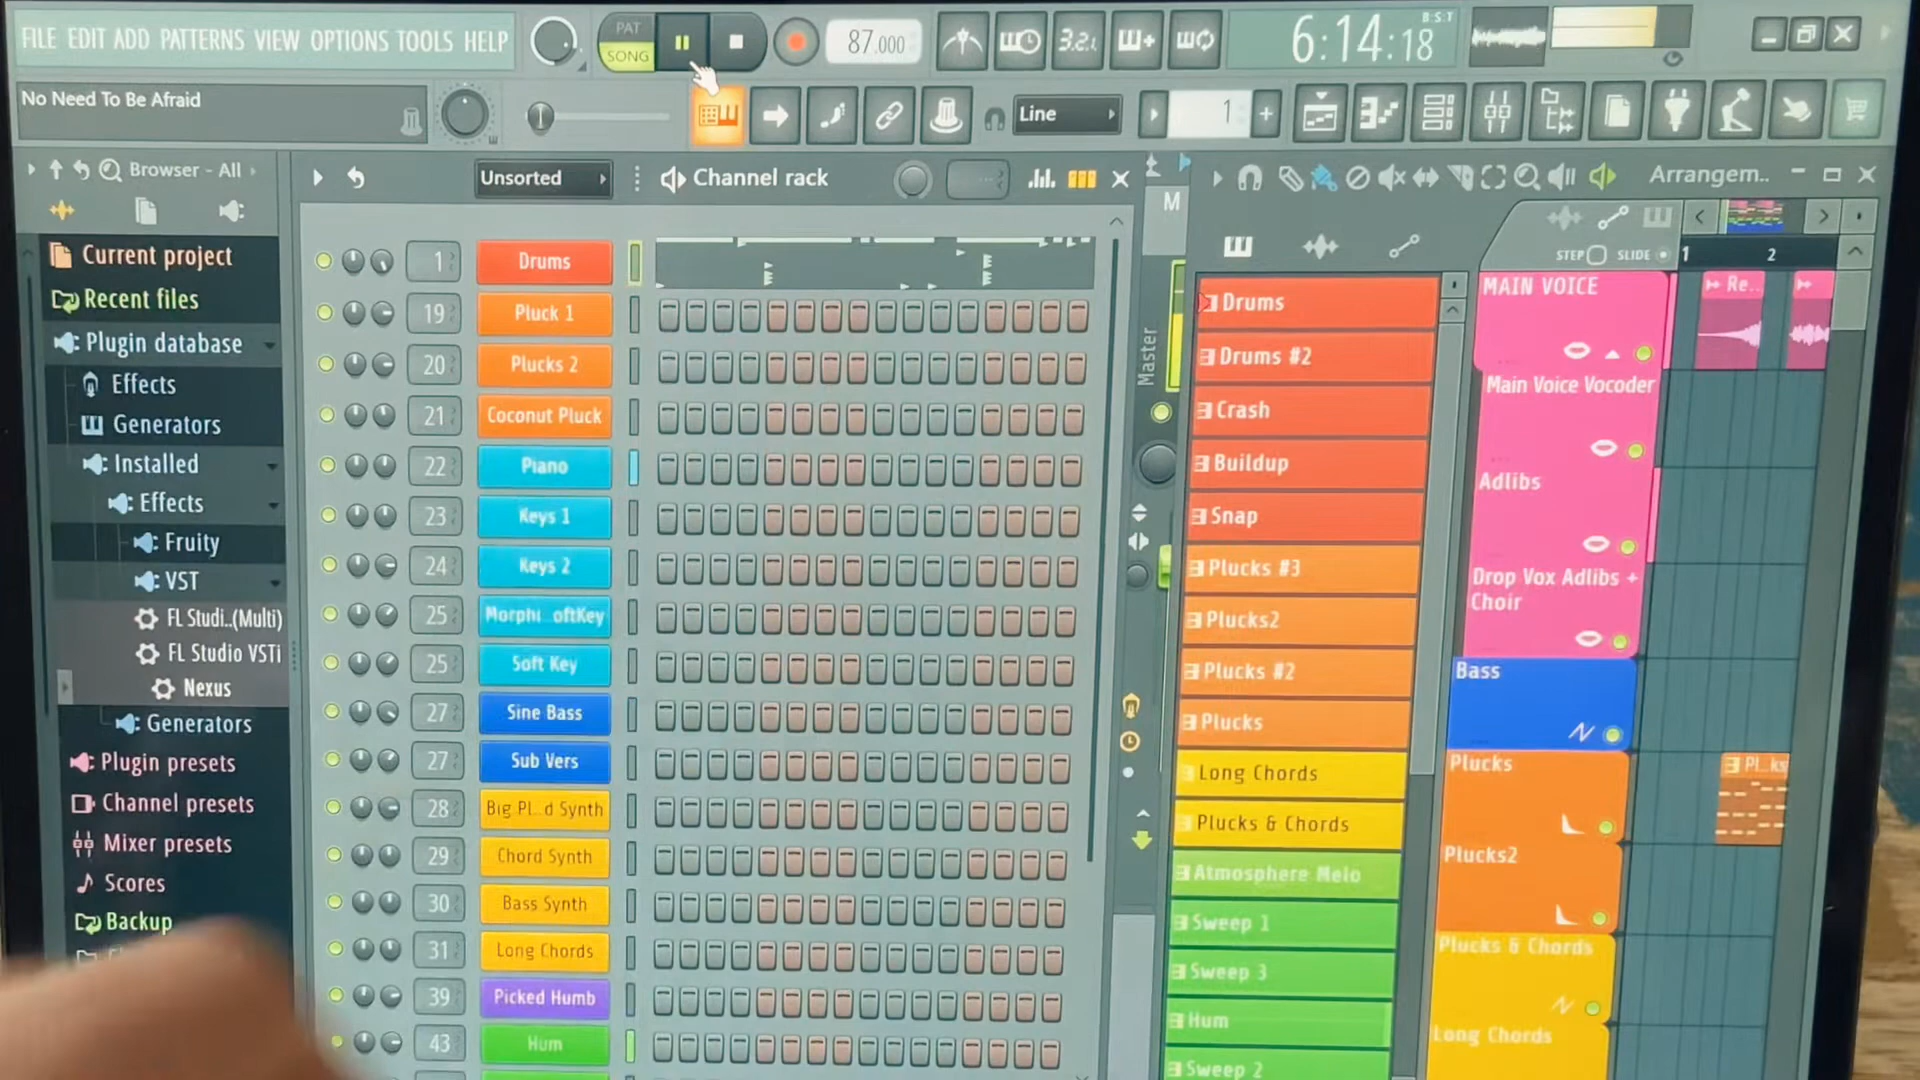 FILE EDIT ADD PATTERNS VIEW OPTIONS TOOLS HELP
PAT
SONG
87.000
3.2.1
B:S:T
6:14:18
No Need To Be Afraid
Line
1
Browser - All
Unsorted
Channel rack
Arrangem..
M
STEP
SLIDE
1
2
Current project
Recent files
Plugin database
Effects
Generators
Installed
Effects
Fruity
VST
FL Studi..(Multi)
FL Studio VSTi
Nexus
Generators
Plugin presets
Channel presets
Mixer presets
Scores
Backup
1
Drums
19
Pluck 1
20
Plucks 2
21
Coconut Pluck
22
Piano
23
Keys 1
24
Keys 2
25
Morphi..oftKey
25
Soft Key
27
Sine Bass
27
Sub Vers
28
Big Pl..d Synth
29
Chord Synth
30
Bass Synth
31
Long Chords
39
Picked Humb
43
Hum
Master
Drums
Drums #2
Crash
Buildup
Snap
Plucks #3
Plucks2
Plucks #2
Plucks
Long Chords
Plucks & Chords
Atmosphere Melo
Sweep 1
Sweep 3
Hum
Sweep 2
MAIN VOICE
Re..
Main Voice Vocoder
Adlibs
Drop Vox Adlibs +
Choir
Bass
Plucks
Pl..ks
Plucks2
Plucks & Chords
Long Chords